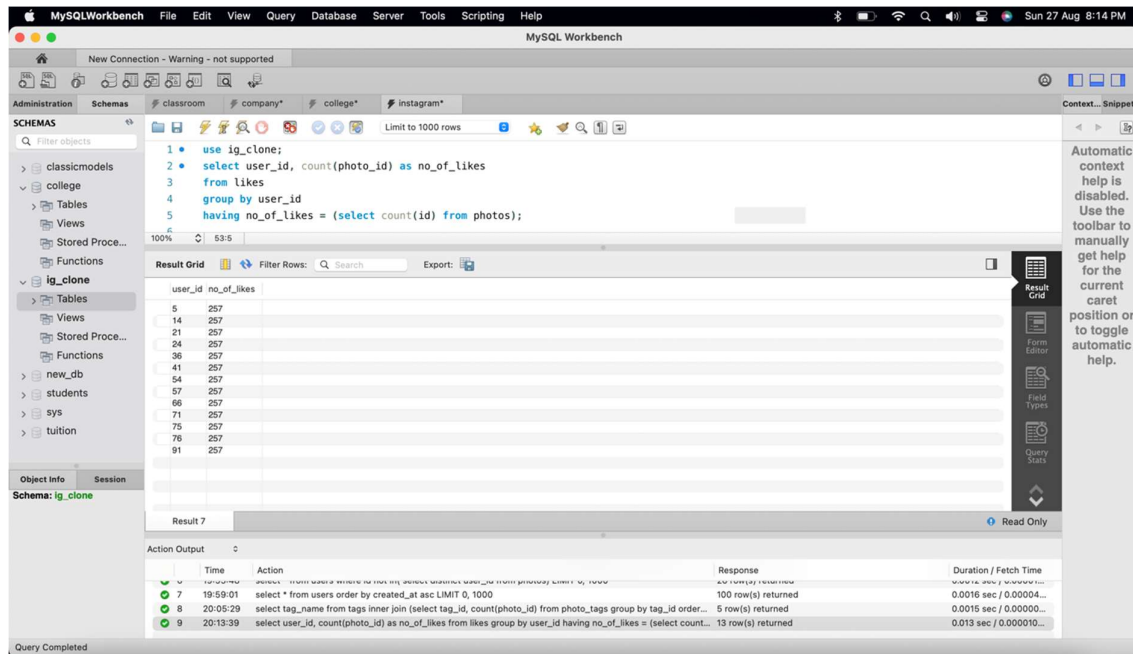 MySQLWorkbench File Edit View Query Database Server Tools Scripting Help Sun 27 Aug 8:14 PM
MySQL Workbench
New Connection - Warning - not supported
Administration Schemas classroom company* college* instagram* Context... Snippet
SCHEMAS
Filter objects
Limit to 1000 rows
classicmodels
college
Tables
Views
Stored Proce...
Functions
ig_clone
Tables
Views
Stored Proce...
Functions
new_db
students
sys
tuition
Object Info Session
Schema: ig_clone
1 use ig_clone;
2 select user_id, count(photo_id) as no_of_likes
3 from likes
4 group by user_id
5 having no_of_likes = (select count(id) from photos);
6
100% 53:5
Result Grid Filter Rows: Search Export:
user_id no_of_likes
5 257
14 257
21 257
24 257
36 257
41 257
54 257
57 257
66 257
71 257
75 257
76 257
91 257
Result Grid
Form Editor
Field Types
Query Stats
Result 7 Read Only
Automatic
context
help is
disabled.
Use the
toolbar to
manually
get help
for the
current
caret
position or
to toggle
automatic
help.
Action Output
Time Action Response Duration / Fetch Time
7 19:59:01 select * from users order by created_at asc LIMIT 0, 1000 100 row(s) returned 0.0016 sec / 0.00004...
8 20:05:29 select tag_name from tags inner join (select tag_id, count(photo_id) from photo_tags group by tag_id order... 5 row(s) returned 0.0015 sec / 0.00000...
9 20:13:39 select user_id, count(photo_id) as no_of_likes from likes group by user_id having no_of_likes = (select count... 13 row(s) returned 0.013 sec / 0.000010...
Query Completed